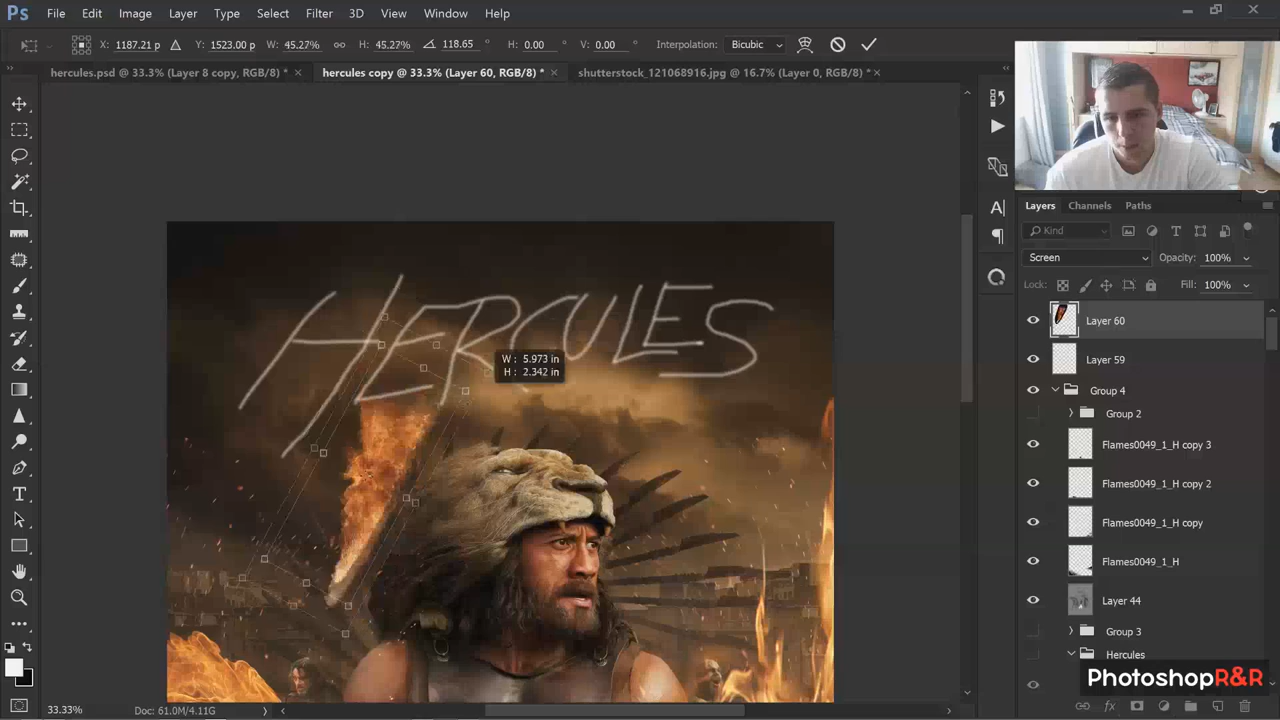 Ps File Edit Image Layer Type Select Filter 3D View Window Help
X: 1187.21 p Y: 1523.00 p W: 45.27% H: 45.27% 118.65 ° H: 0.00 ° V: 0.00 ° Interpolation: Bicubic
hercules.psd @ 33.3% (Layer 8 copy, RGB/8) * × hercules copy @ 33.3% (Layer 60, RGB/8) * × shutterstock_121068916.jpg @ 16.7% (Layer 0, RGB/8) * ×
HERCULES
W: 5.973 in
H: 2.342 in
Layers Channels Paths
Kind
Screen Opacity: 100%
Lock: Fill: 100%
Layer 60
Layer 59
Group 4
Group 2
Flames0049_1_H copy 3
Flames0049_1_H copy 2
Flames0049_1_H copy
Flames0049_1_H
Layer 44
Group 3
Hercules
PhotoshopR&R
33.33% Doc: 61.0M/4.11G